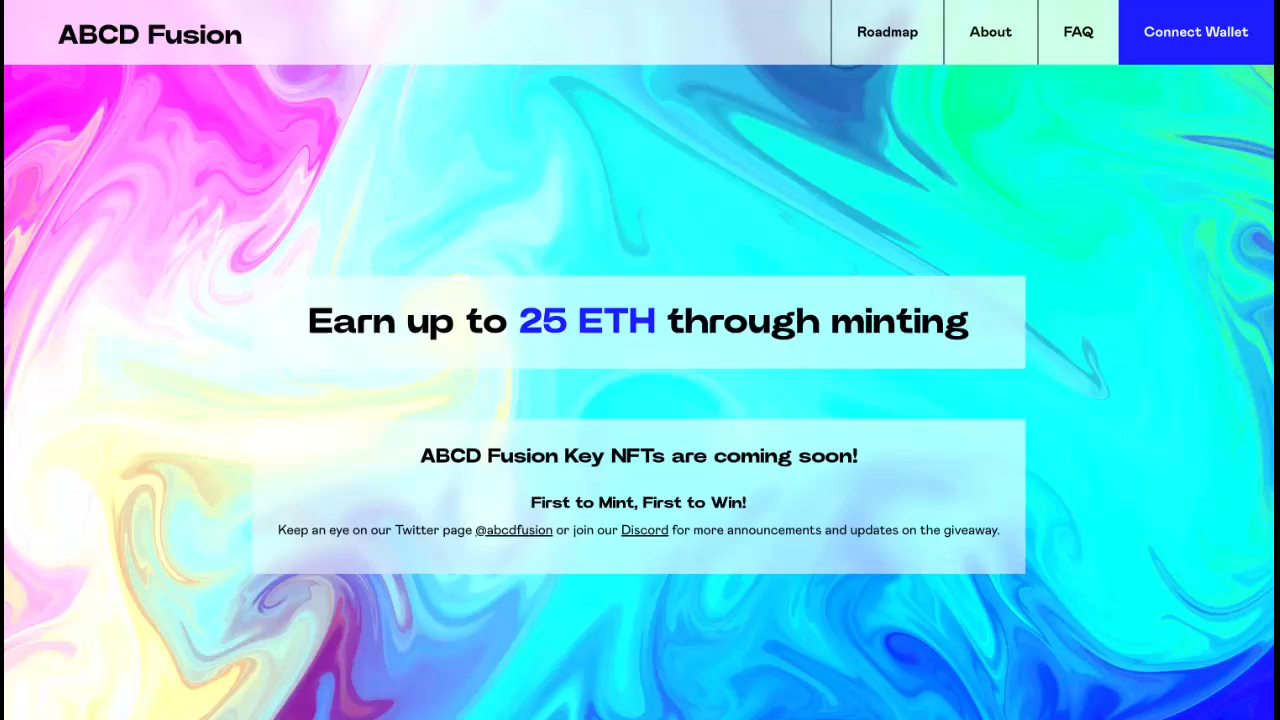 ABCD Fusion
Roadmap
About
FAQ
Connect Wallet
Earn up to 25 ETH through minting
ABCD Fusion Key NFTs are coming soon!
First to Mint, First to Win!
Keep an eye on our Twitter page @abcdfusion or join our Discord for more announcements and updates on the giveaway.